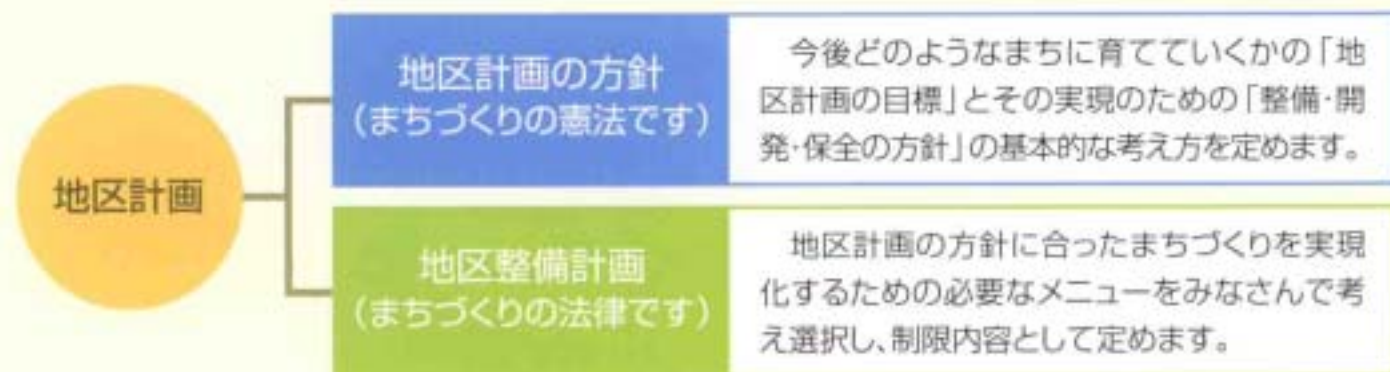 地区計画
地区計画の方針
（まちづくりの憲法です）
今後どのようなまちに育てていくかの「地
区計画の目標」とその実現のための「整備・開
発・保全の方針」の基本的な考え方を定めます。
地区整備計画
（まちづくりの法律です）
地区計画の方針に合ったまちづくりを実現
化するための必要なメニューをみなさんで考
え選択し、制限内容として定めます。